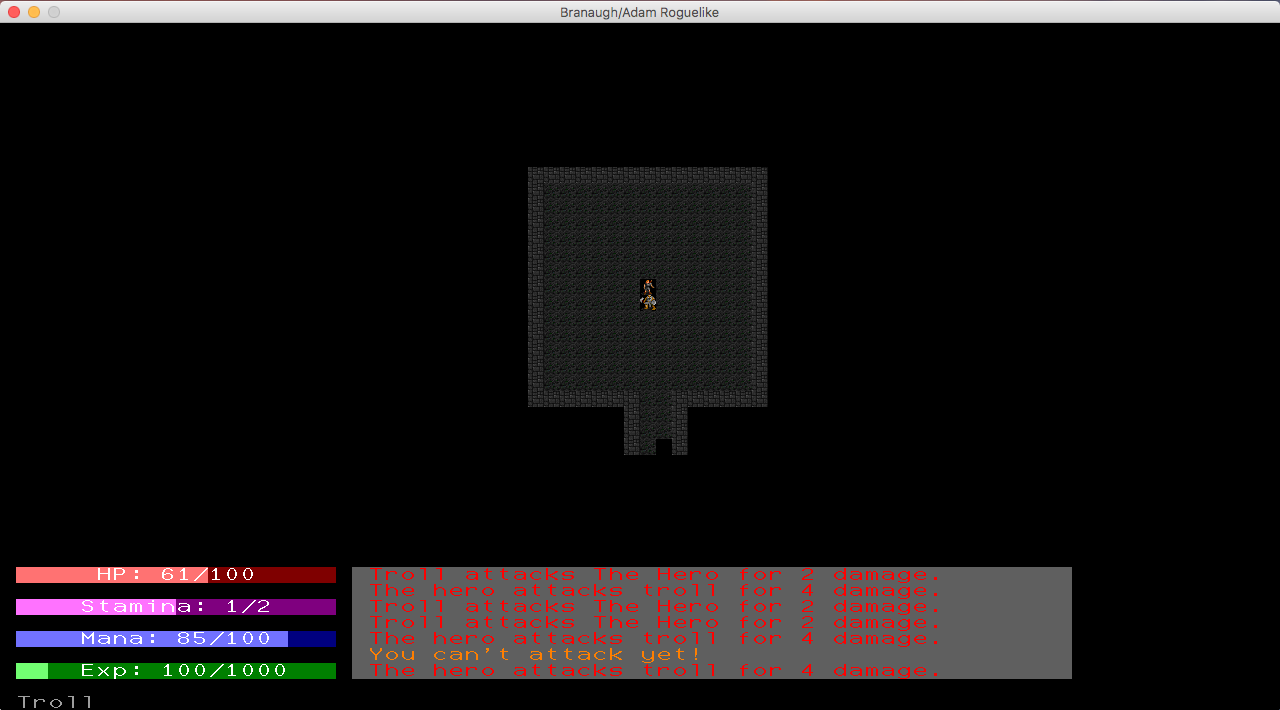 Branaugh/Adam Roguelike
HP: 61/100
Stamina: 1/2
Mana: 85/100
Exp: 100/1000
Troll attacks The Hero for 2 damage.
The hero attacks troll for 4 damage.
Troll attacks The Hero for 2 damage.
Troll attacks The Hero for 2 damage.
The hero attacks troll for 4 damage.
You can't attack yet!
The hero attacks troll for 4 damage.
Troll